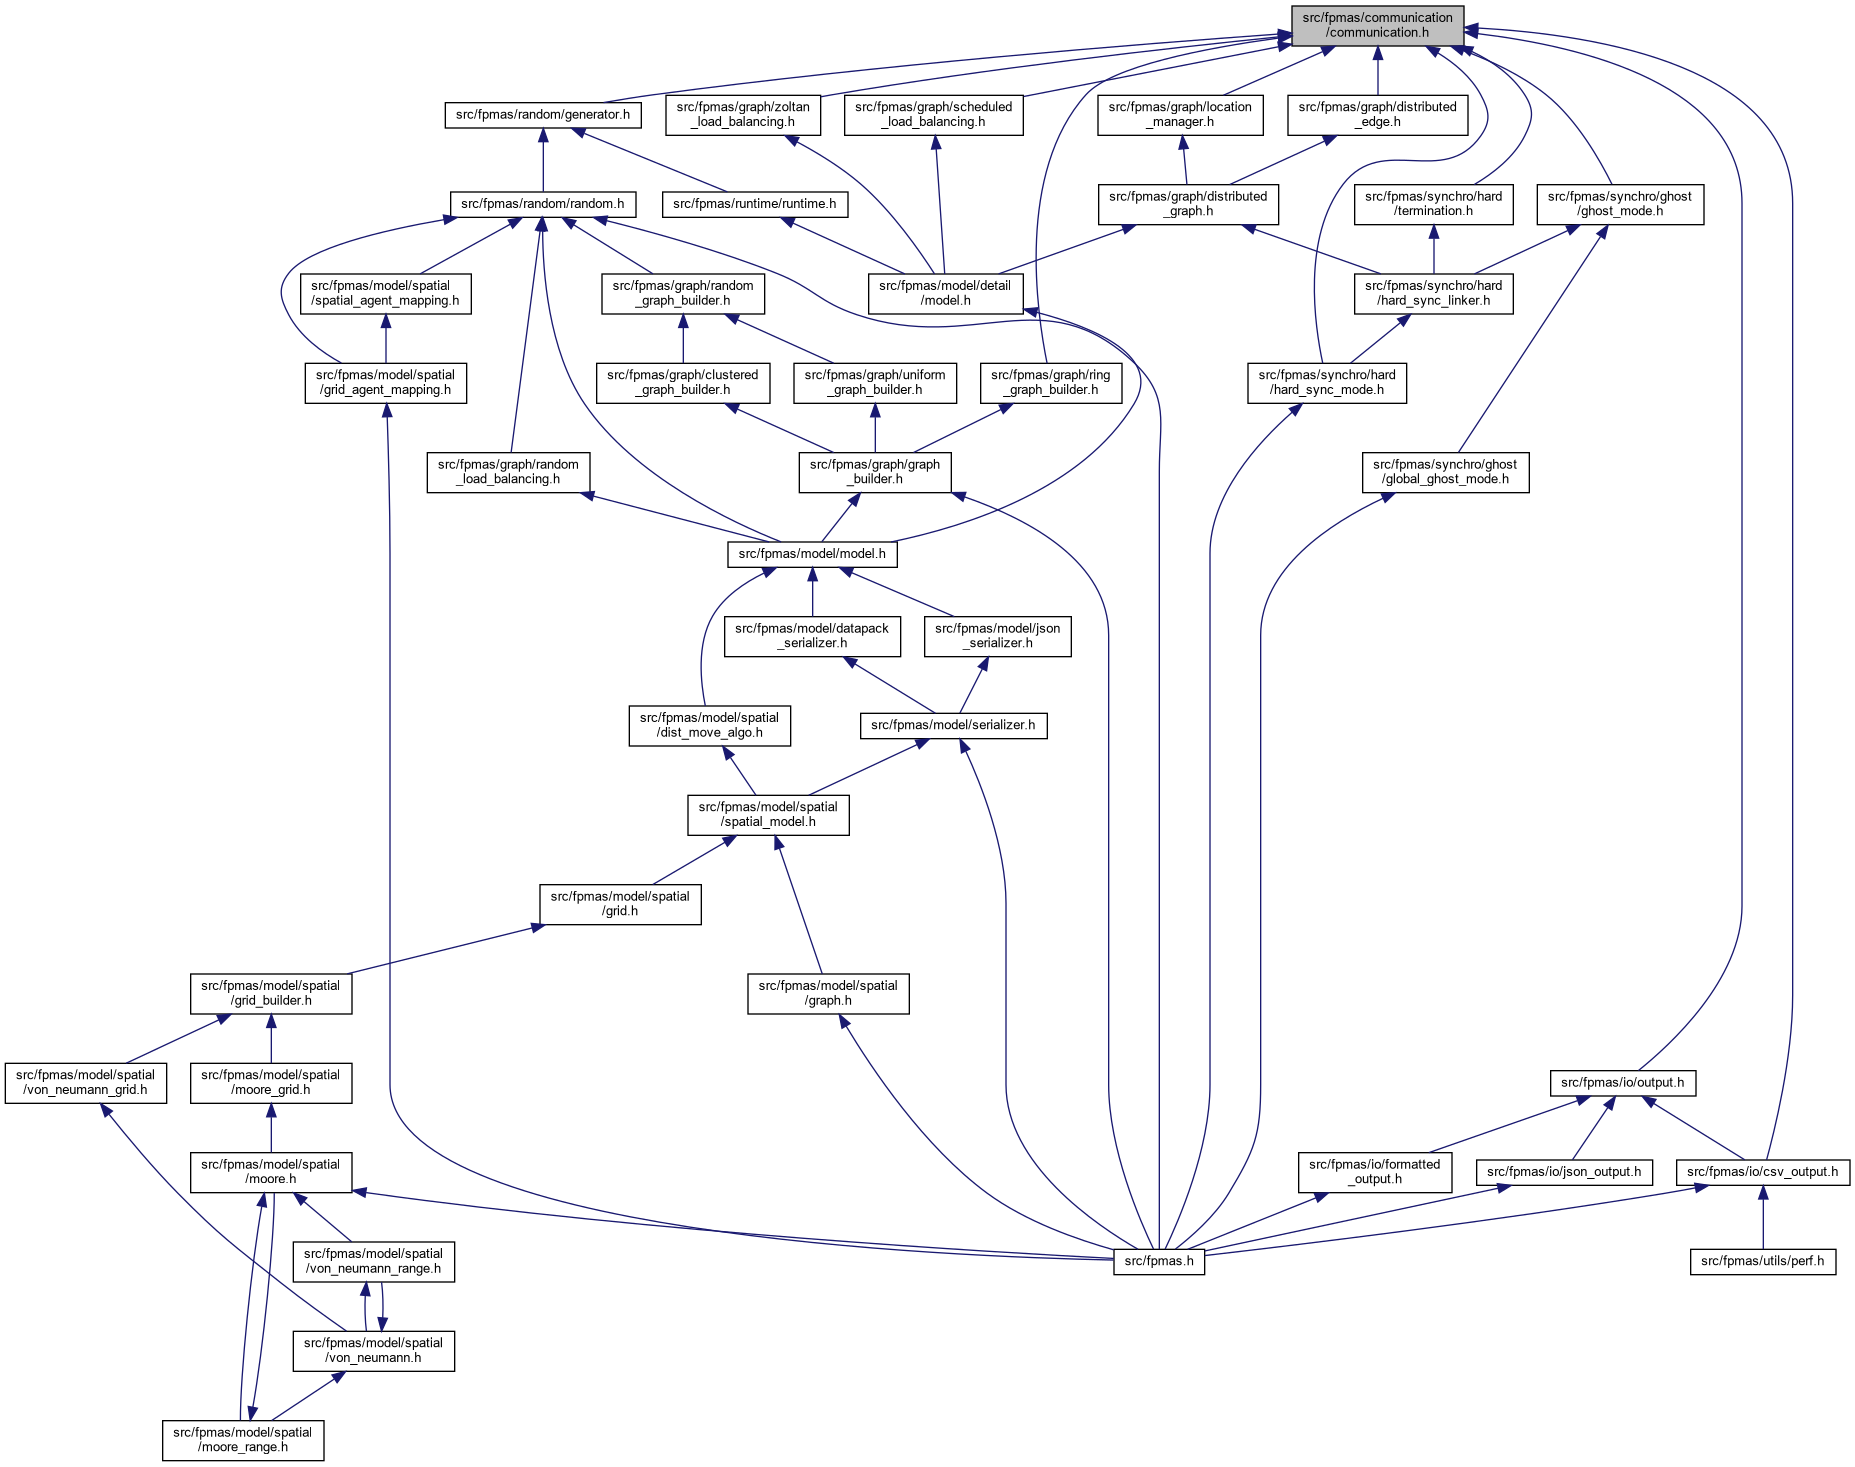 src/fpmas/communication
/communication.h
src/fpmas/random/generator.h
src/fpmas/graph/zoltan
_load_balancing.h
src/fpmas/graph/scheduled
_load_balancing.h
src/fpmas/graph/location
_manager.h
src/fpmas/graph/distributed
_edge.h
src/fpmas/random/random.h
src/fpmas/runtime/runtime.h
src/fpmas/graph/distributed
_graph.h
src/fpmas/synchro/hard
/termination.h
src/fpmas/synchro/ghost
/ghost_mode.h
src/fpmas/model/spatial
/spatial_agent_mapping.h
src/fpmas/graph/random
_graph_builder.h
src/fpmas/model/detail
/model.h
src/fpmas/synchro/hard
/hard_sync_linker.h
src/fpmas/model/spatial
/grid_agent_mapping.h
src/fpmas/graph/clustered
_graph_builder.h
src/fpmas/graph/uniform
_graph_builder.h
src/fpmas/graph/ring
_graph_builder.h
src/fpmas/synchro/hard
/hard_sync_mode.h
src/fpmas/graph/random
_load_balancing.h
src/fpmas/graph/graph
_builder.h
src/fpmas/synchro/ghost
/global_ghost_mode.h
src/fpmas/model/model.h
src/fpmas/model/datapack
_serializer.h
src/fpmas/model/json
_serializer.h
src/fpmas/model/spatial
/dist_move_algo.h
src/fpmas/model/serializer.h
src/fpmas/model/spatial
/spatial_model.h
src/fpmas/model/spatial
/grid.h
src/fpmas/model/spatial
/grid_builder.h
src/fpmas/model/spatial
/graph.h
src/fpmas/model/spatial
/von_neumann_grid.h
src/fpmas/model/spatial
/moore_grid.h
src/fpmas/io/output.h
src/fpmas/model/spatial
/moore.h
src/fpmas/io/formatted
_output.h
src/fpmas/io/json_output.h
src/fpmas/io/csv_output.h
src/fpmas/model/spatial
/von_neumann_range.h
src/fpmas.h
src/fpmas/utils/perf.h
src/fpmas/model/spatial
/von_neumann.h
src/fpmas/model/spatial
/moore_range.h